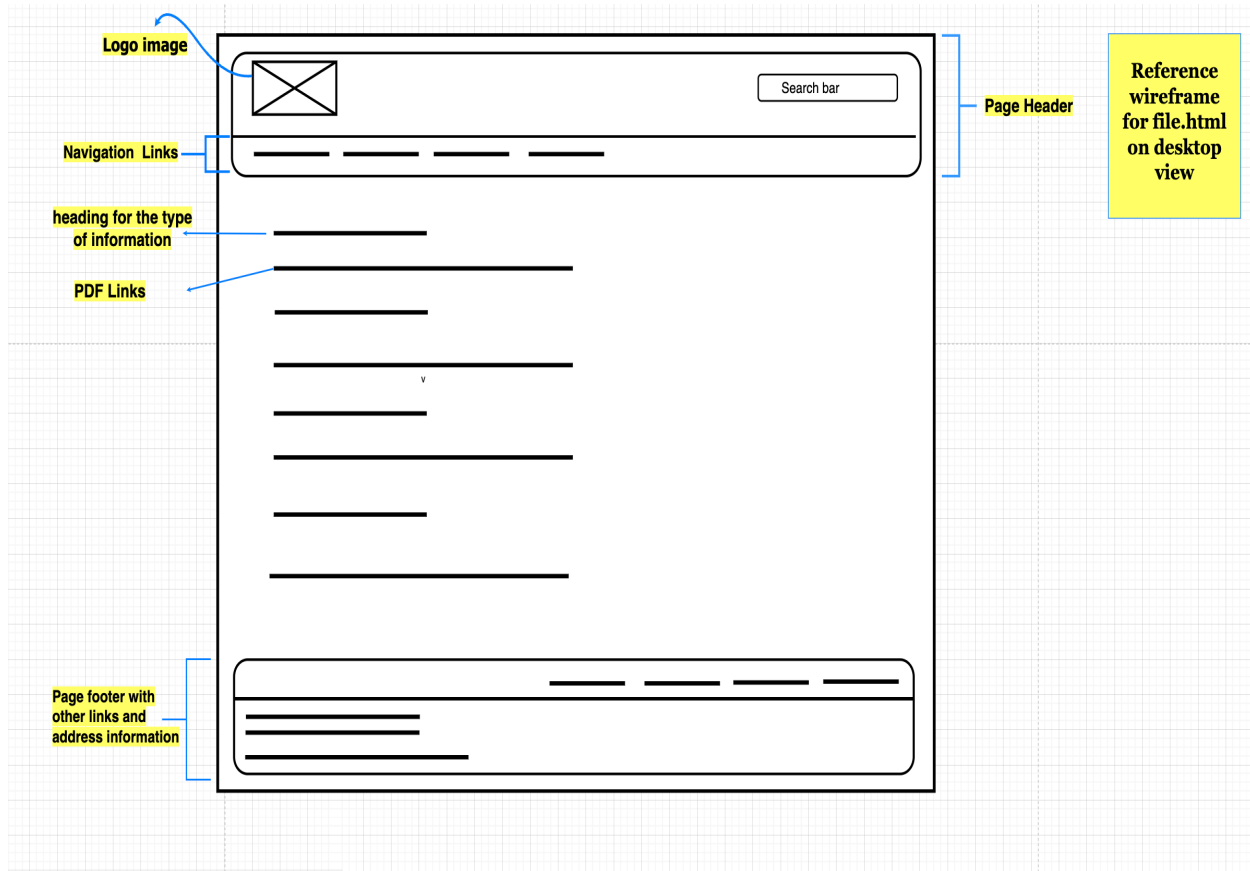 Logo image
Search bar
Page Header
Navigation  Links
heading for the type
of information
PDF Links
v
Page footer with
other links and
address information
Reference
wireframe
for file.html
on desktop
view